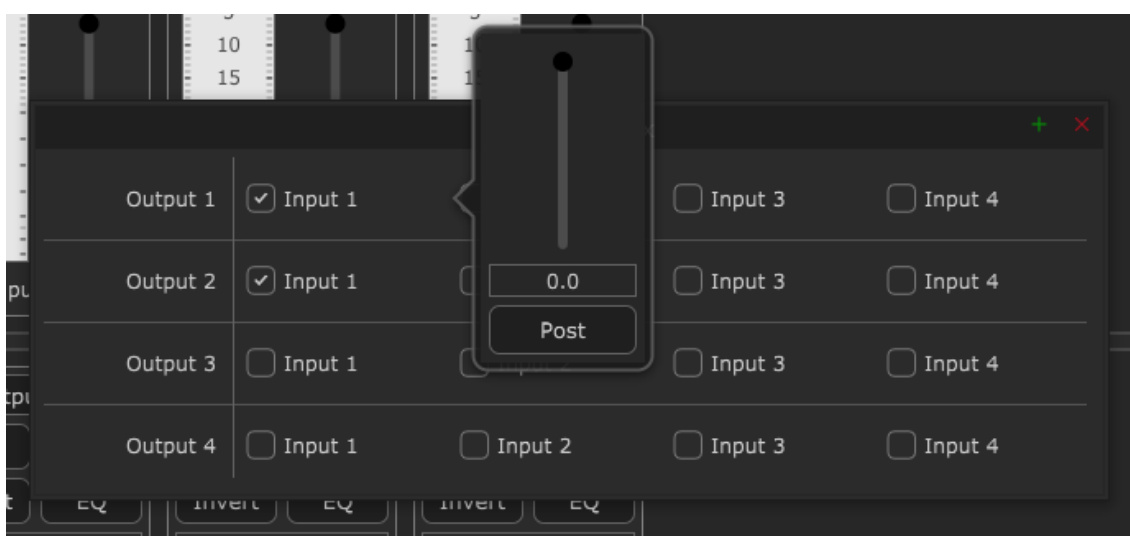 10
15
Output 1 Input 1 Input 3 Input 4
Output 2 Input 1 0.0 Input 3 Input 4
Post
Output 3 Input 1 Input 3 Input 4
Output 4 Input 1 Input 2 Input 3 Input 4
EQ Invert EQ Invert EQ